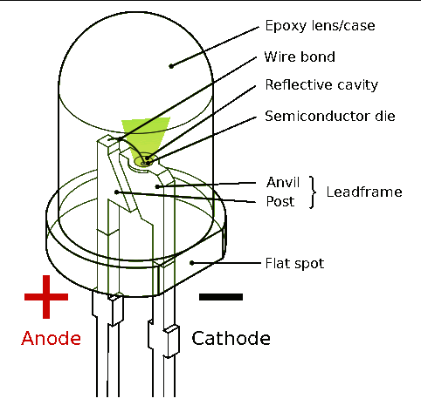 Epoxy lens/case
Wire bond
Reflective cavity
Semiconductor die
Anvil
Post
} Leadframe
Flat spot
+ −
Anode Cathode